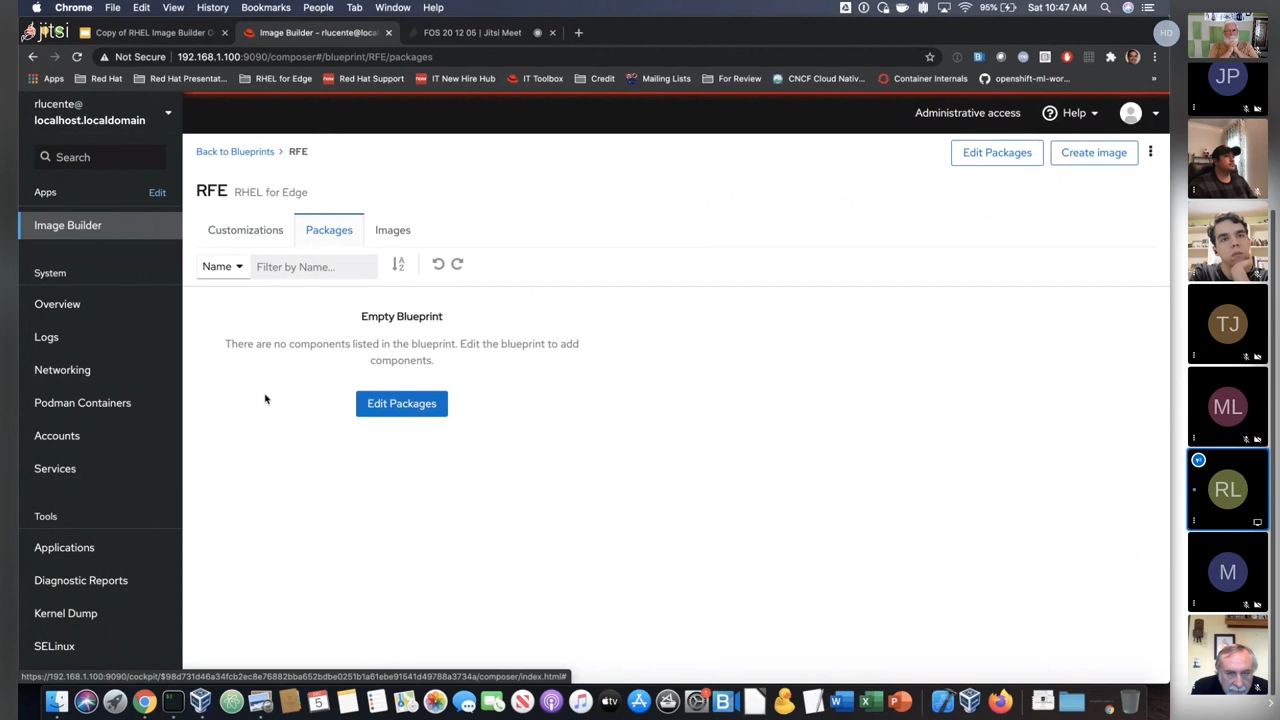 Chrome File Edit View History Bookmarks People Tab Window Help 95% Sat 10:47 AM
jitsi
Copy of RHEL Image Builder O
Image Builder - rlucente@local
FOS 20 12 05 | Jitsi Meet
Not Secure 192.168.1.100:9090/composer#/blueprint/RFE/packages
Apps Red Hat Red Hat Presentat... RHEL for Edge Red Hat Support IT New Hire Hub IT Toolbox Credit Mailing Lists For Review CNCF Cloud Nativ... Container Internals openshift-ml-wor... »
rlucente@
localhost.localdomain
Search
Apps Edit
Image Builder
System
Overview
Logs
Networking
Podman Containers
Accounts
Services
Tools
Applications
Diagnostic Reports
Kernel Dump
SELinux
Administrative access Help
Back to Blueprints > RFE
Edit Packages Create image
RFE RHEL for Edge
Customizations Packages Images
Name Filter by Name...
Empty Blueprint
There are no components listed in the blueprint. Edit the blueprint to add
components.
Edit Packages
HD
JP
TJ
ML
RL
M